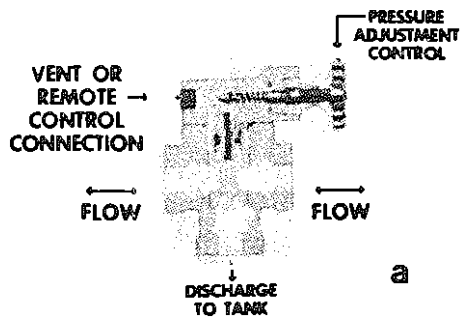 PRESSURE
ADJUSTMENT
CONTROL
VENT OR
REMOTE
CONTROL
CONNECTION
FLOW
FLOW
DISCHARGE
TO TANK
a